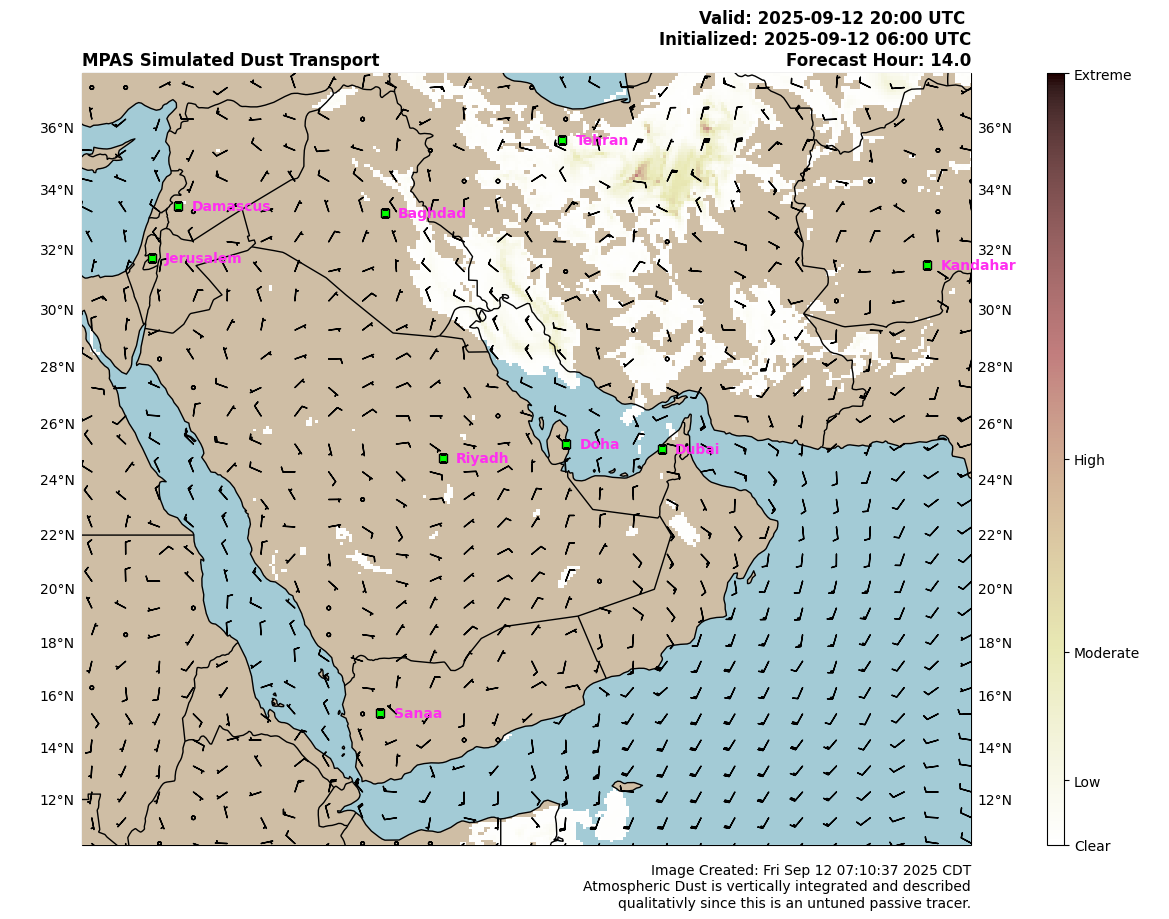 Valid: 2025-09-12 20:00 UTC
Initialized: 2025-09-12 06:00 UTC
MPAS Simulated Dust Transport
Forecast Hour: 14.0
Extreme
High
Moderate
Low
Clear
36°N
34°N
32°N
30°N
28°N
26°N
24°N
22°N
20°N
18°N
16°N
14°N
12°N
36°N
34°N
32°N
30°N
28°N
26°N
24°N
22°N
20°N
18°N
16°N
14°N
12°N
Tehran
Damascus
Baghdad
Jerusalem
Kandahar
Doha
Dubai
Riyadh
Sanaa
Image Created: Fri Sep 12 07:10:37 2025 CDT
Atmospheric Dust is vertically integrated and described
qualitativly since this is an untuned passive tracer.